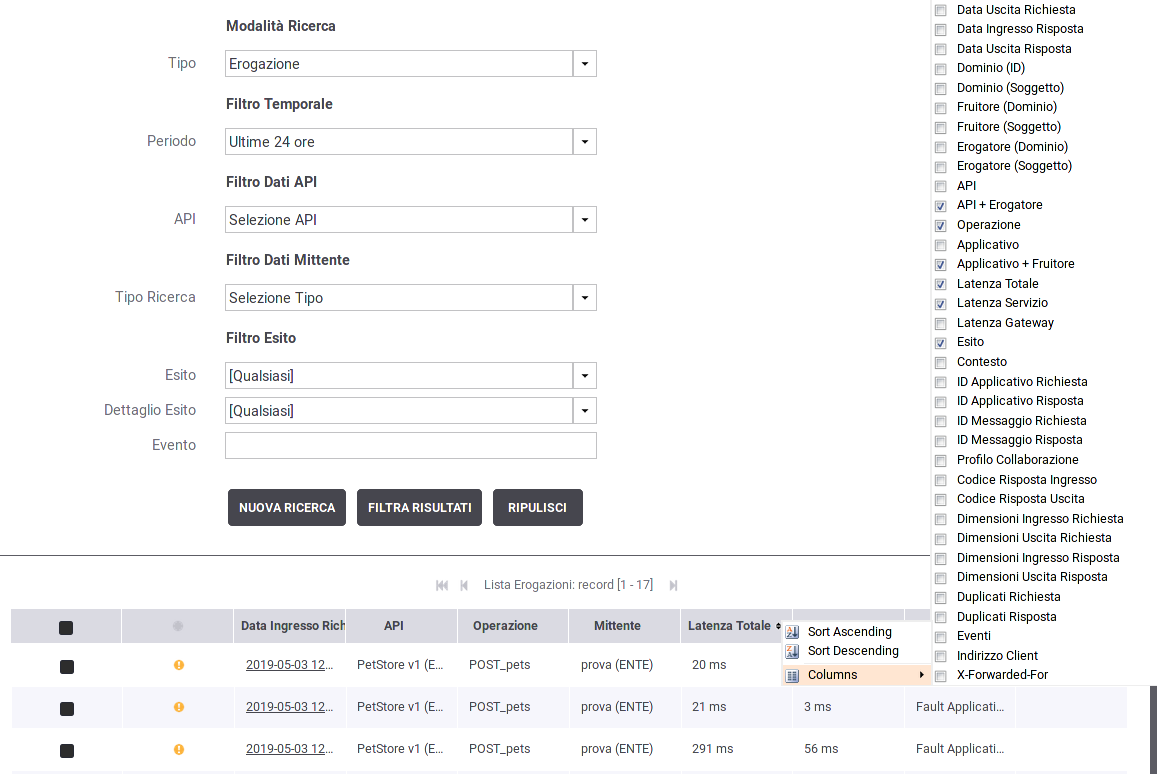 Modalità Ricerca
Tipo Erogazione
Filtro Temporale
Periodo Ultime 24 ore
Filtro Dati API
API Selezione API
Filtro Dati Mittente
Tipo Ricerca Selezione Tipo
Filtro Esito
Esito [Qualsiasi]
Dettaglio Esito [Qualsiasi]
Evento
NUOVA RICERCA FILTRA RISULTATI RIPULISCI
Lista Erogazioni: record [1 - 17]
Data Ingresso Rich API Operazione Mittente Latenza Totale
2019-05-03 12... PetStore v1 (E... POST_pets prova (ENTE) 20 ms
2019-05-03 12... PetStore v1 (E... POST_pets prova (ENTE) 21 ms 3 ms Fault Applicati...
2019-05-03 12... PetStore v1 (E... POST_pets prova (ENTE) 291 ms 56 ms Fault Applicati...
Sort Ascending
Sort Descending
Columns
Data Uscita Richiesta
Data Ingresso Risposta
Data Uscita Risposta
Dominio (ID)
Dominio (Soggetto)
Fruitore (Dominio)
Fruitore (Soggetto)
Erogatore (Dominio)
Erogatore (Soggetto)
API
API + Erogatore
Operazione
Applicativo
Applicativo + Fruitore
Latenza Totale
Latenza Servizio
Latenza Gateway
Esito
Contesto
ID Applicativo Richiesta
ID Applicativo Risposta
ID Messaggio Richiesta
ID Messaggio Risposta
Profilo Collaborazione
Codice Risposta Ingresso
Codice Risposta Uscita
Dimensioni Ingresso Richiesta
Dimensioni Uscita Richiesta
Dimensioni Ingresso Risposta
Dimensioni Uscita Risposta
Duplicati Richiesta
Duplicati Risposta
Eventi
Indirizzo Client
X-Forwarded-For